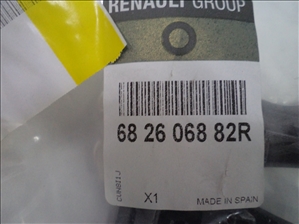 RENAULT GROUP
68 26 068 82R
X1
MADE IN SPAIN